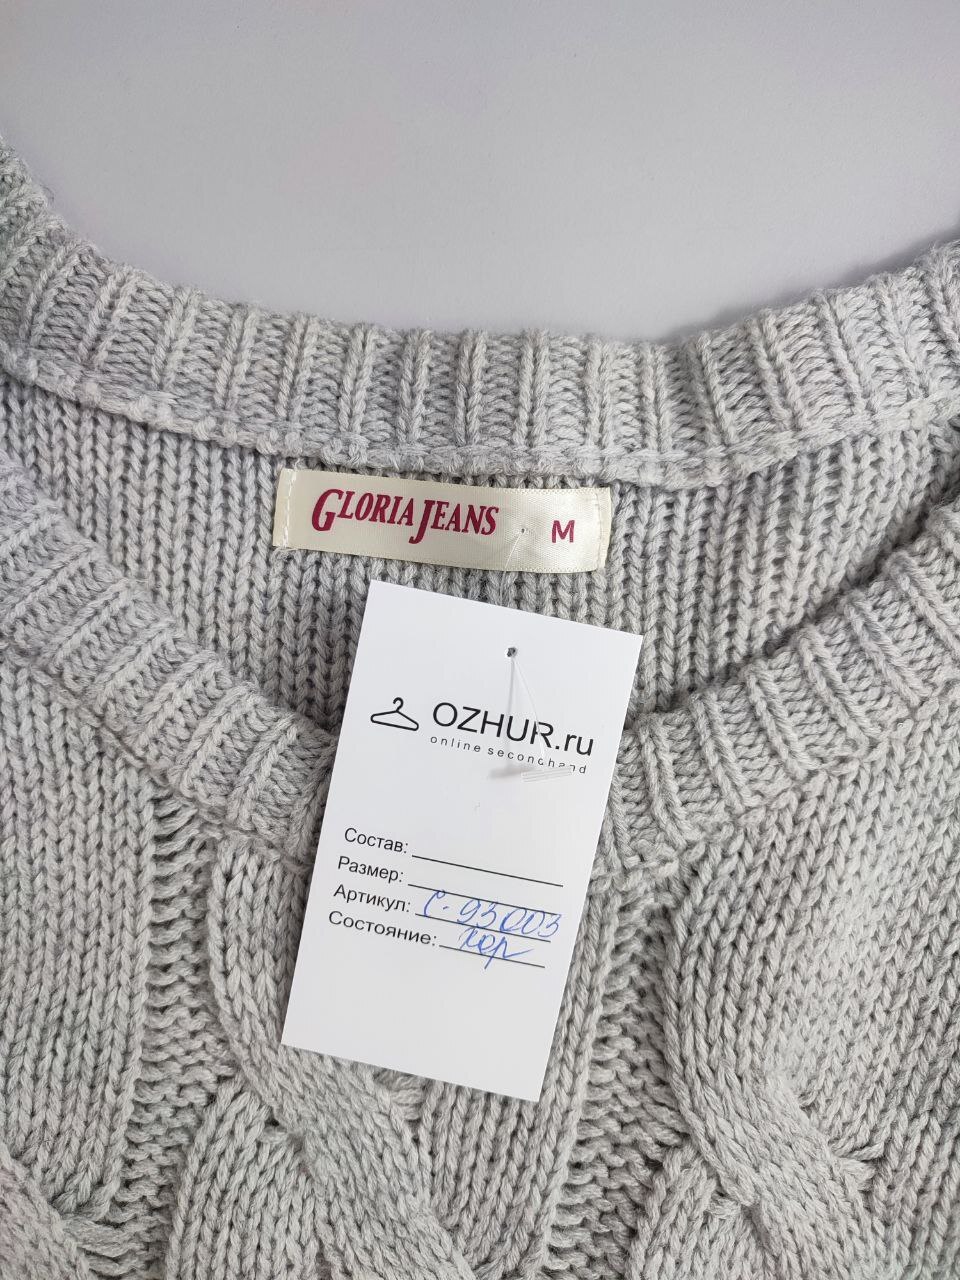 GLORIA JEANS M
OZHUR.ru
online secondhand
Состав:
Размер:
Артикул: С-93003
Состояние: хор